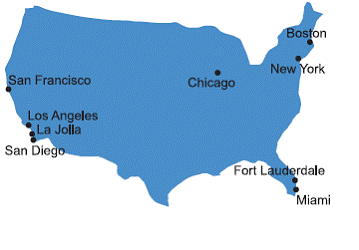 Boston
New York
Chicago
San Francisco
Los Angeles
La Jolla
San Diego
Fort Lauderdale
Miami